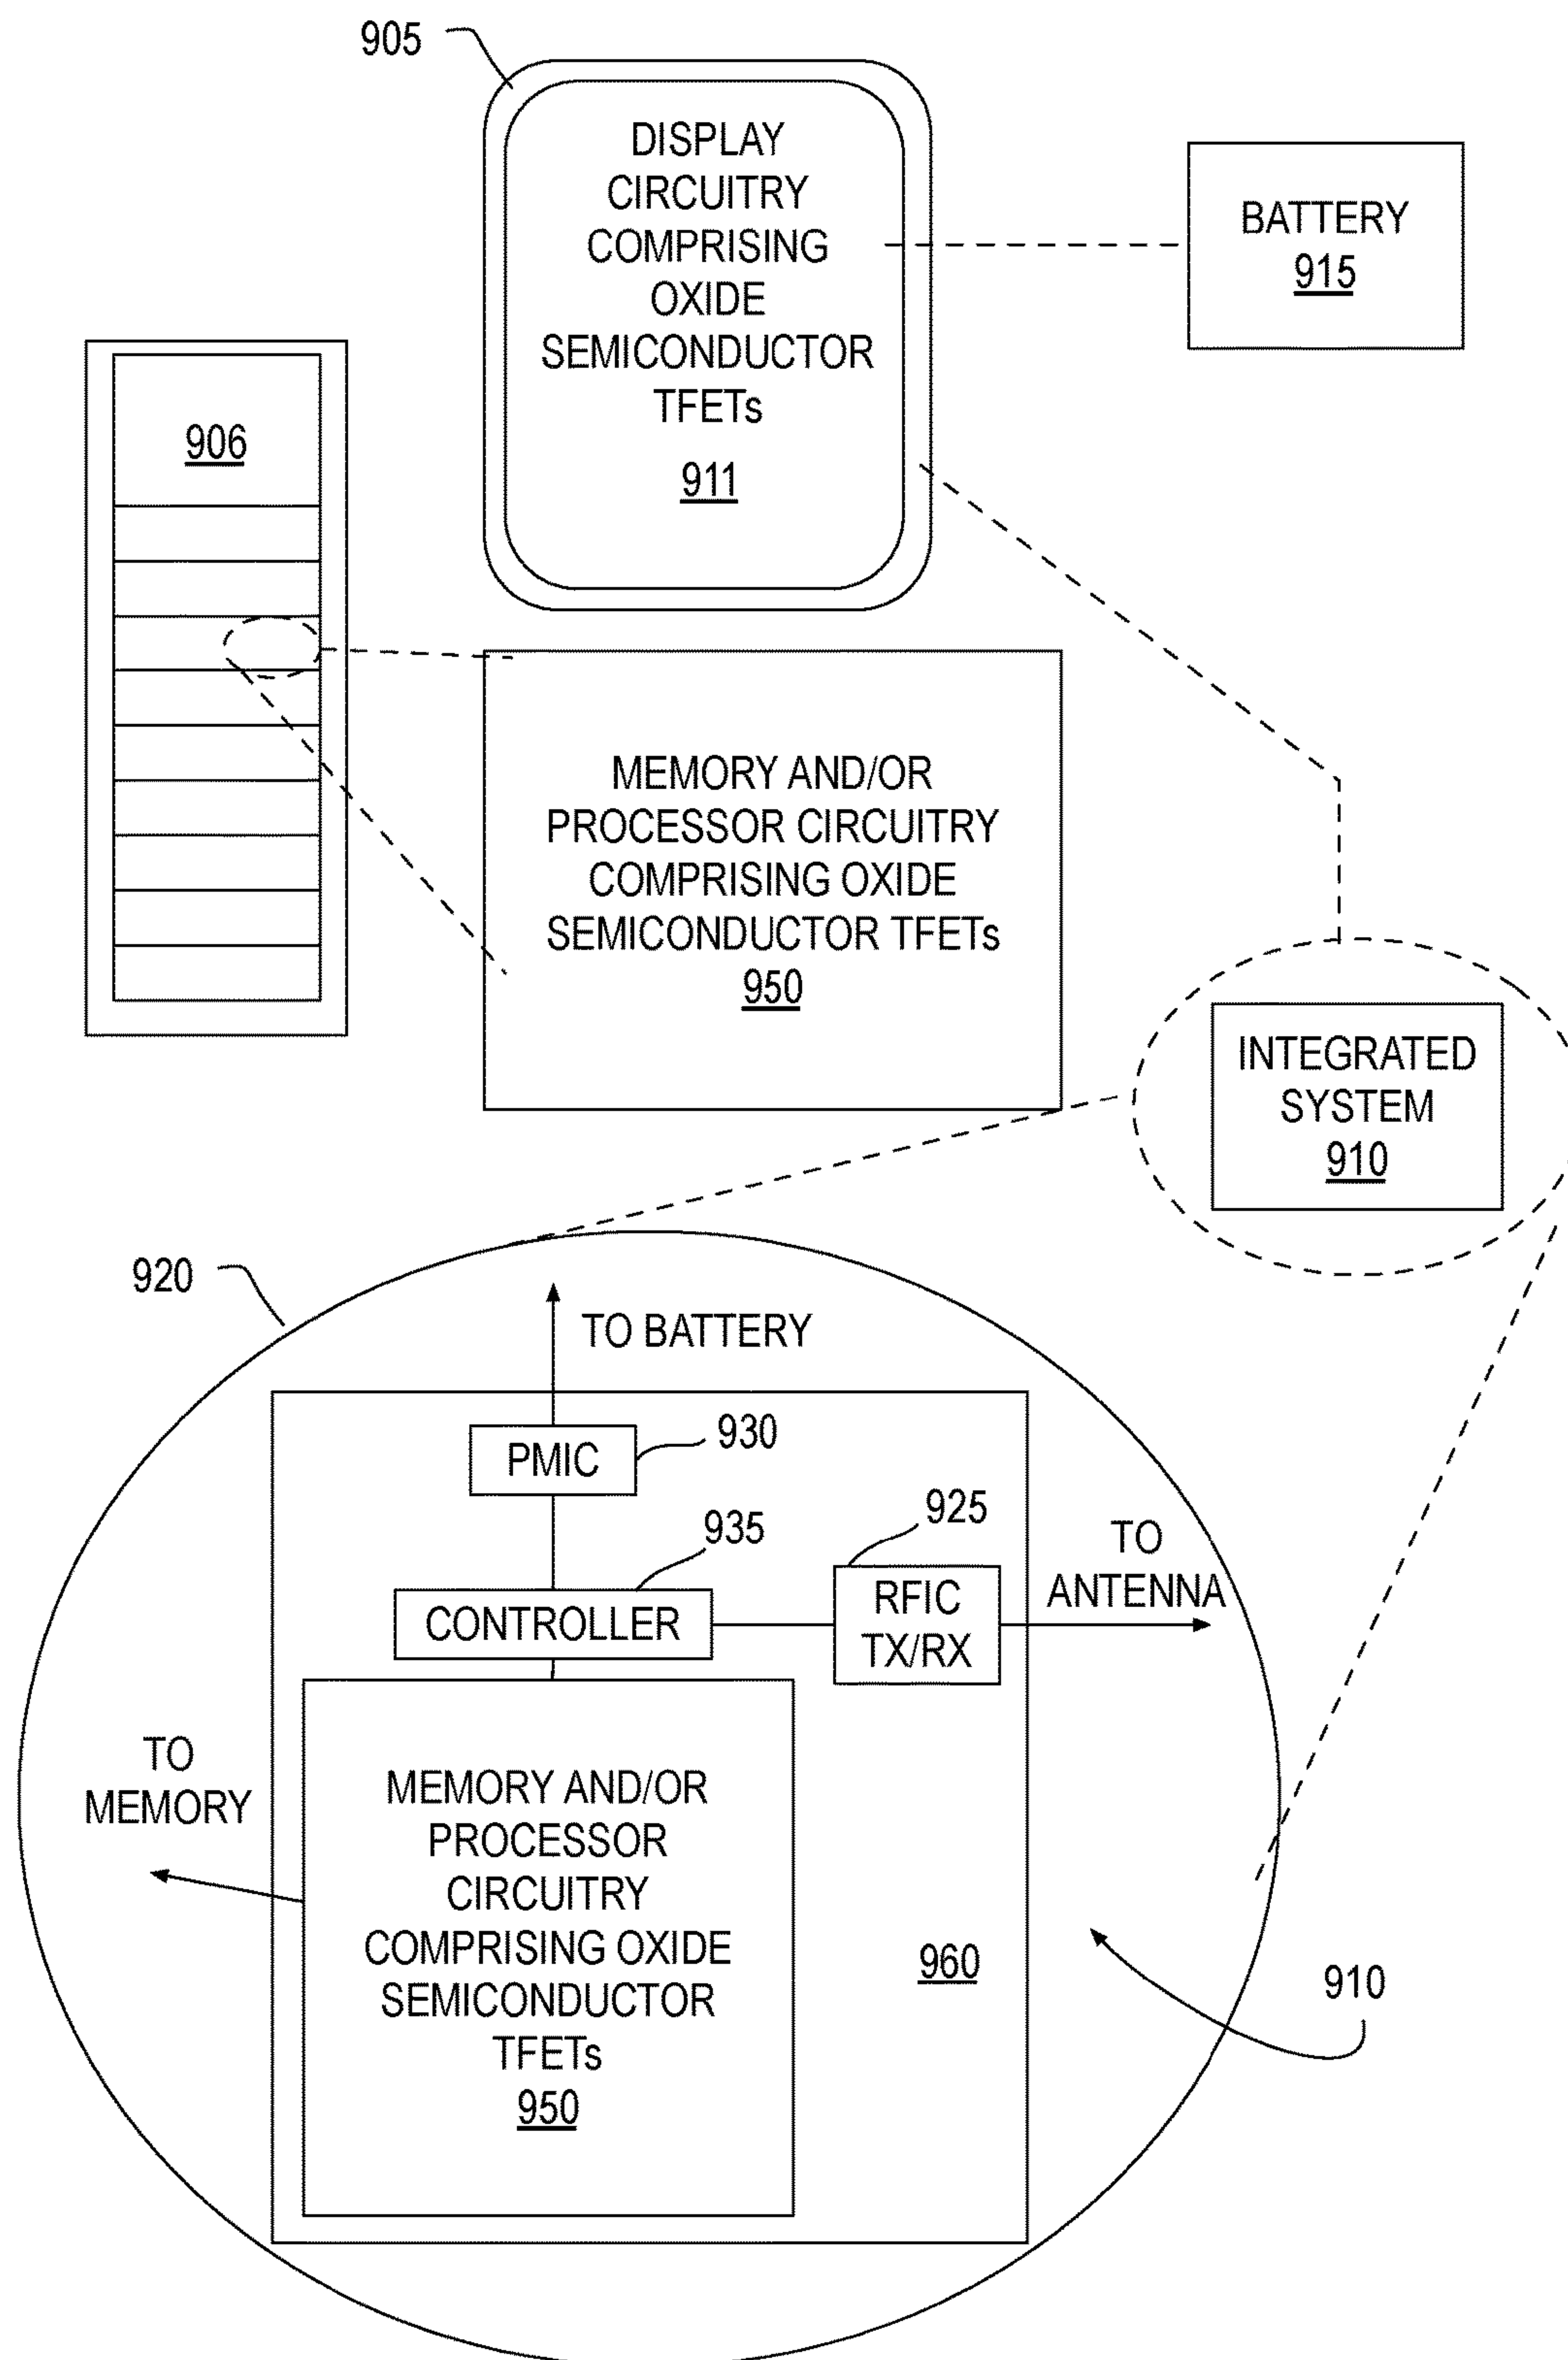 905
DISPLAY
CIRCUITRY
COMPRISING
OXIDE
SEMICONDUCTOR
TFETs
911
BATTERY
915
906
MEMORY AND/OR
PROCESSOR CIRCUITRY
COMPRISING OXIDE
SEMICONDUCTOR TFETs
950
INTEGRATED
SYSTEM
910
920
TO BATTERY
PMIC
930
935
925
CONTROLLER
RFIC
TX/RX
TO
ANTENNA
TO
MEMORY
MEMORY AND/OR
PROCESSOR
CIRCUITRY
COMPRISING OXIDE
SEMICONDUCTOR
TFETs
950
960
910